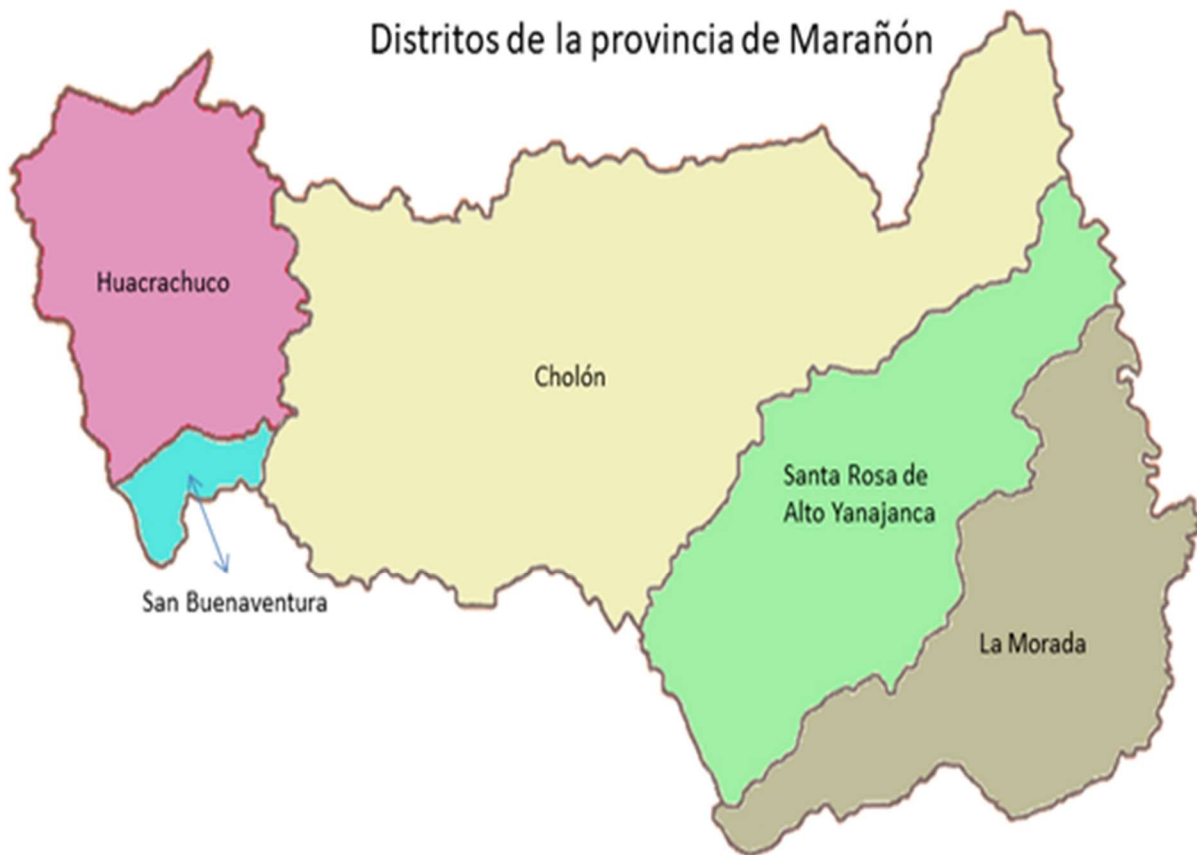 Distritos de la provincia de Marañón
Huacrachuco
Cholón
Santa Rosa de
Alto Yanajanca
San Buenaventura
La Morada